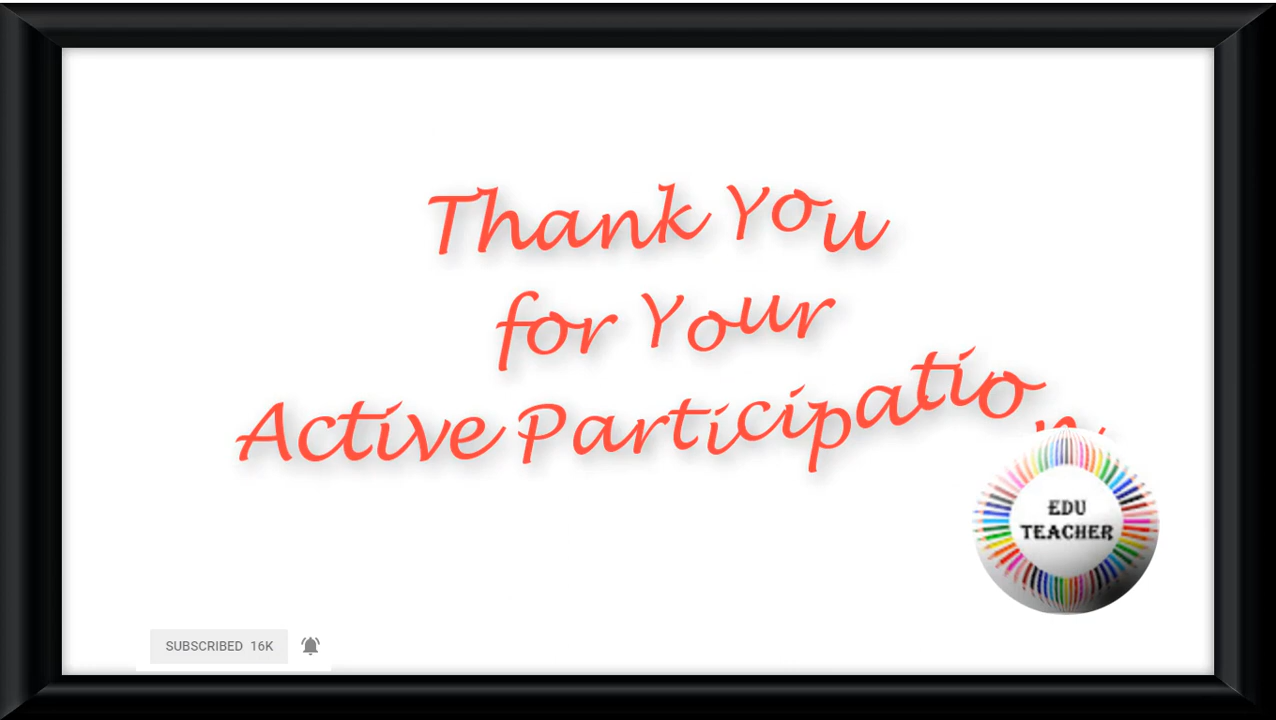 Thank You
for Your
Active Participation
EDU
TEACHER
SUBSCRIBED 16K